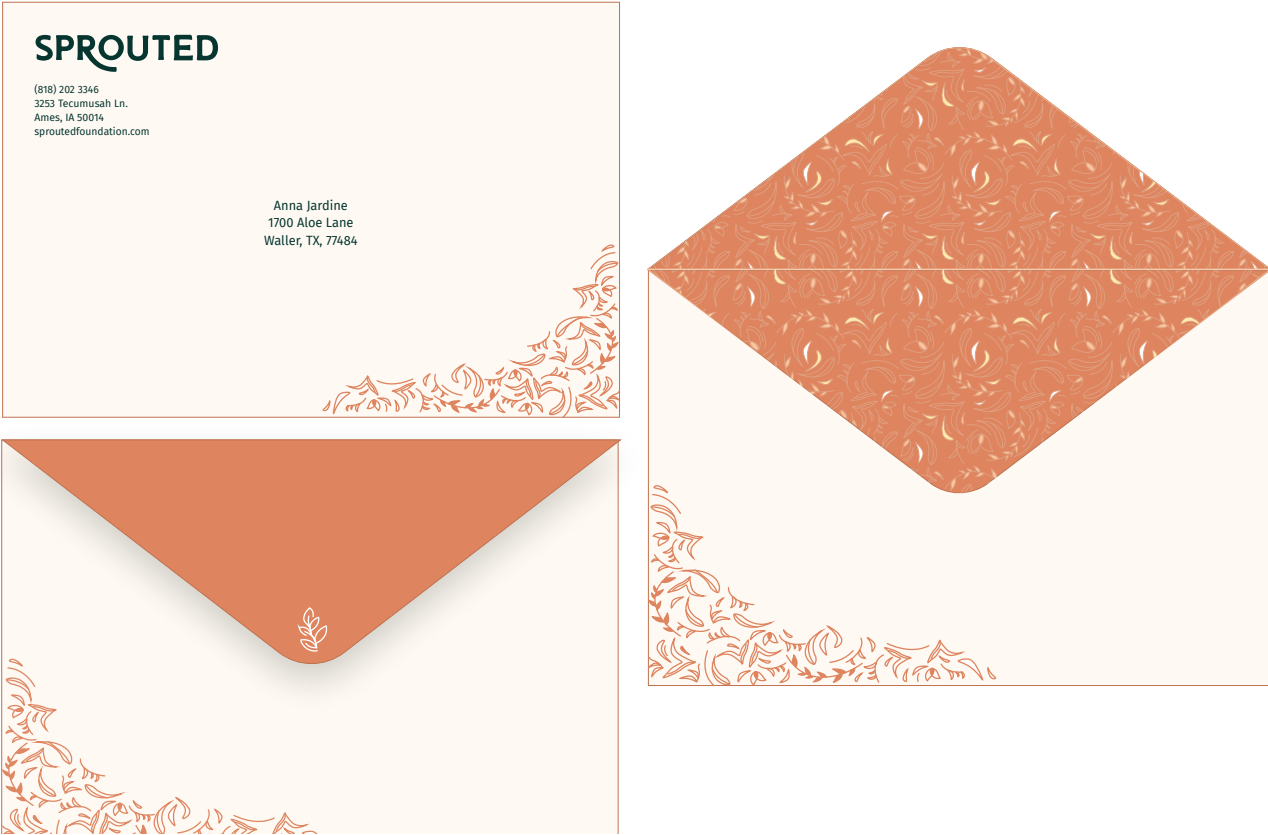 SPROUTED
(818) 202 3346
3253 Tecumusah Ln.
Ames, IA 50014
sproutedfoundation.com
Anna Jardine
1700 Aloe Lane
Waller, TX, 77484